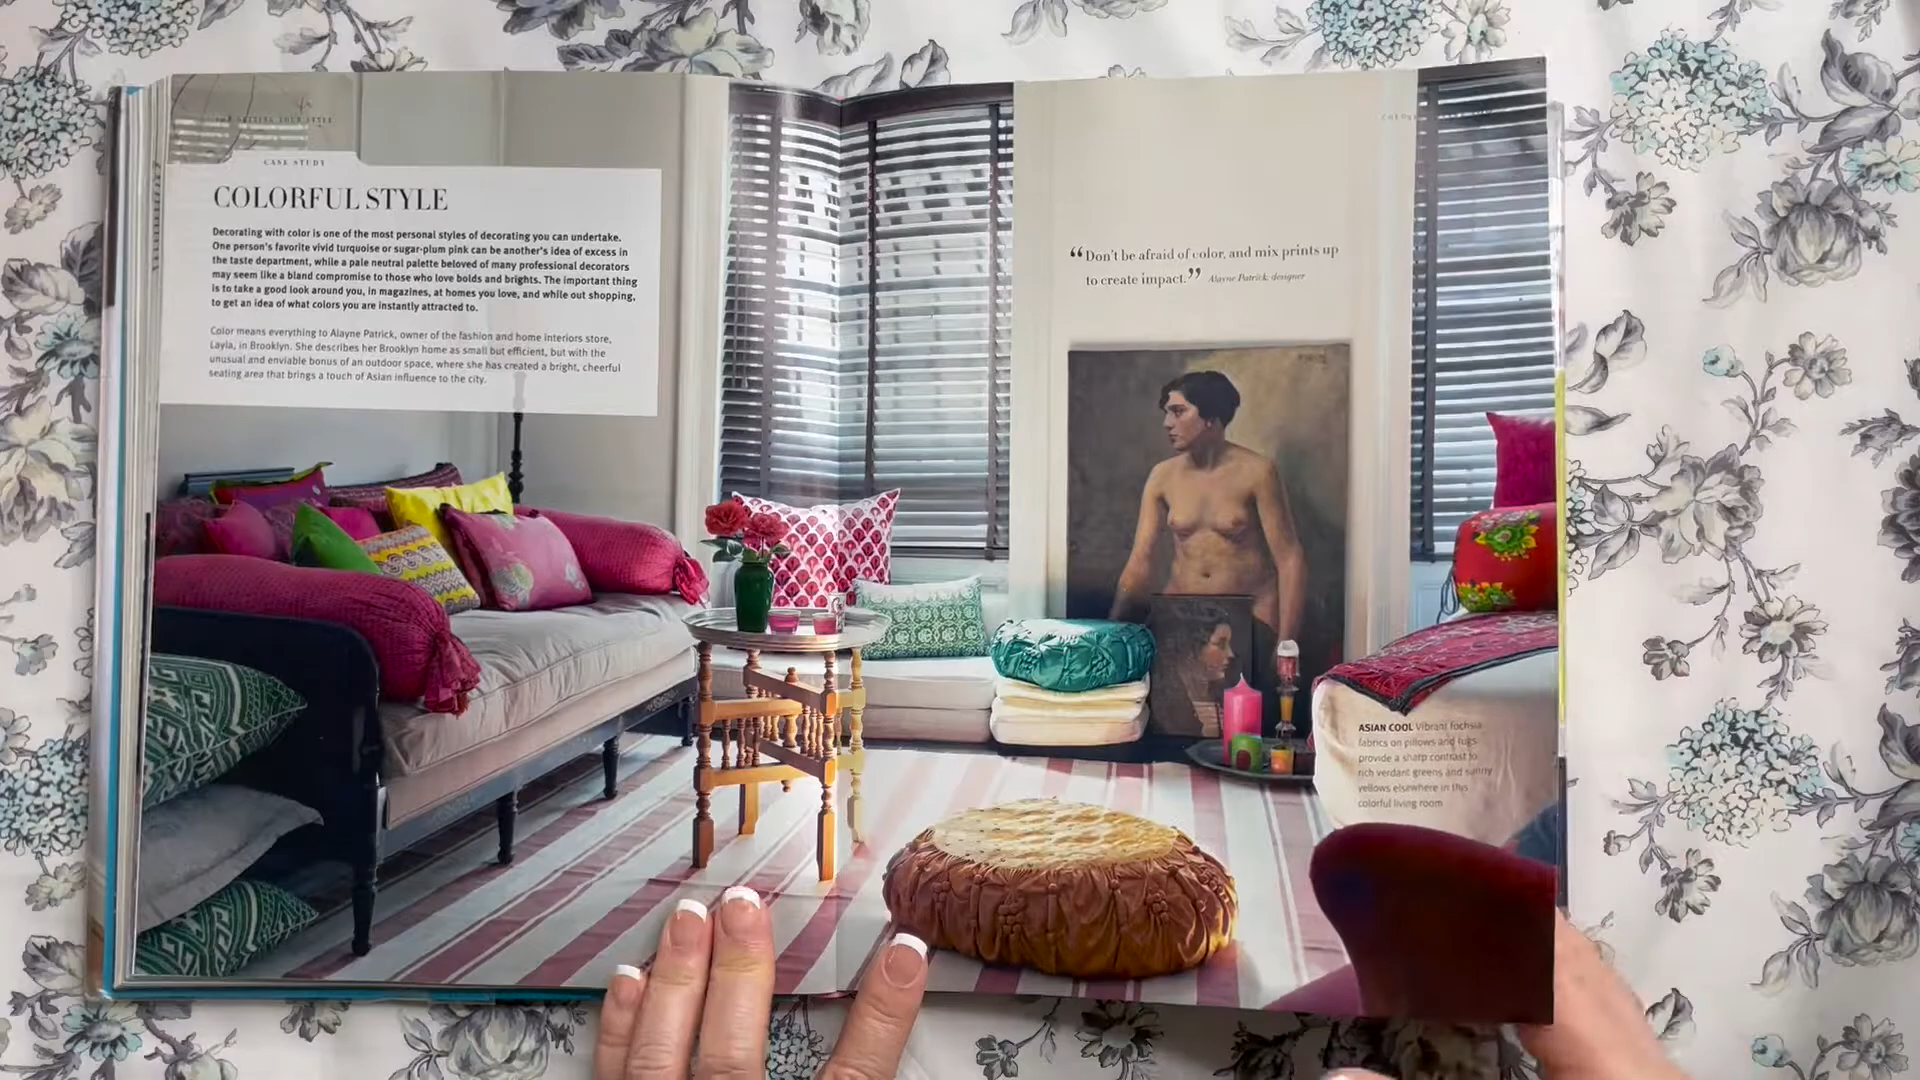 CASE STUDY
COLORFUL STYLE
Decorating with color is one of the most personal styles of decorating you can undertake.
One person's favorite vivid turquoise or sugar-plum pink can be another's idea of excess in
the taste department, while a pale neutral palette beloved of many professional decorators
may seem like a bland compromise to those who love bolds and brights. The important thing
is to take a good look around you, in magazines, at homes you love, and while out shopping,
to get an idea of what colors you are instantly attracted to.
Color means everything to Alayne Patrick, owner of the fashion and home interiors store,
Layla, in Brooklyn. She describes her Brooklyn home as small but efficient, but with the
unusual and enviable bonus of an outdoor space, where she has created a bright, cheerful
seating area that brings a touch of Asian influence to the city.
“Don't be afraid of color, and mix prints up
to create impact.” Alayne Patrick, designer
ASIAN COOL Vibrant fuchsia
fabrics on pillows and rugs
provide a sharp contrast to
rich verdant greens and sunny
yellows elsewhere in this
colorful living room